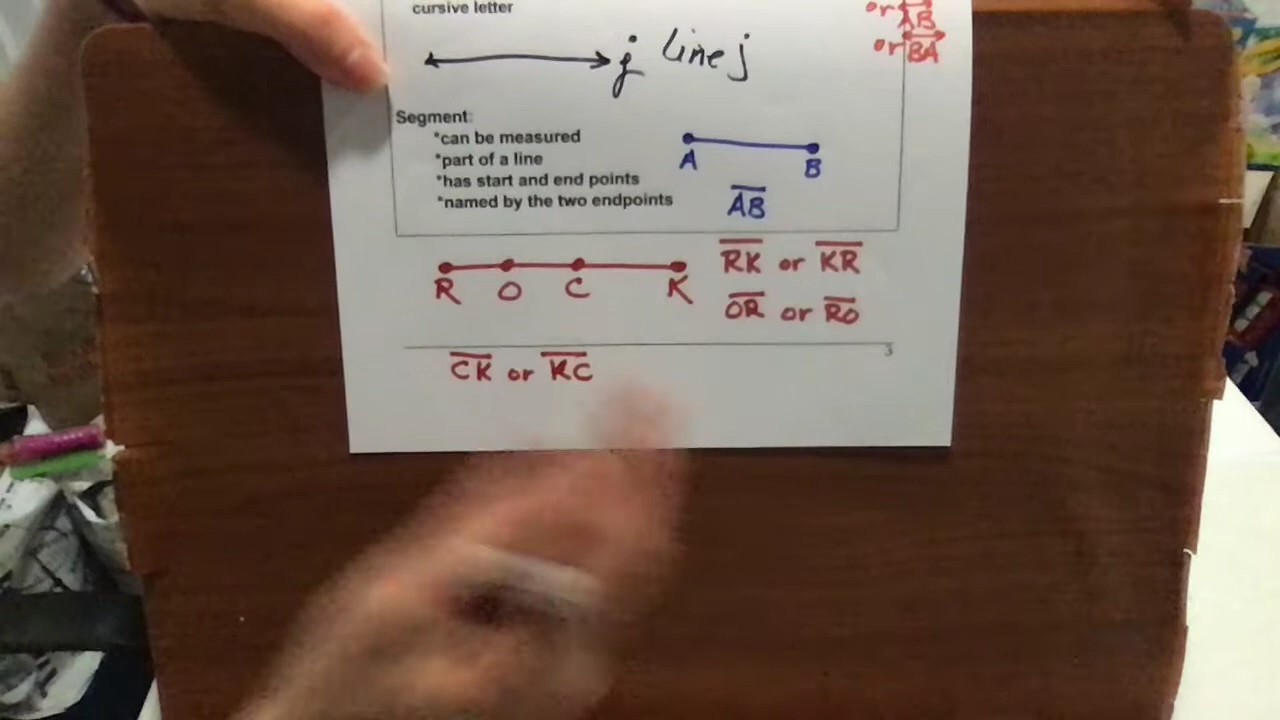 cursive letter
or AB
or BA
j line j
Segment:
*can be measured
*part of a line
*has start and end points
*named by the two endpoints
A B
AB
R O C K
RK or KR
OR or RO
3
CK or KC